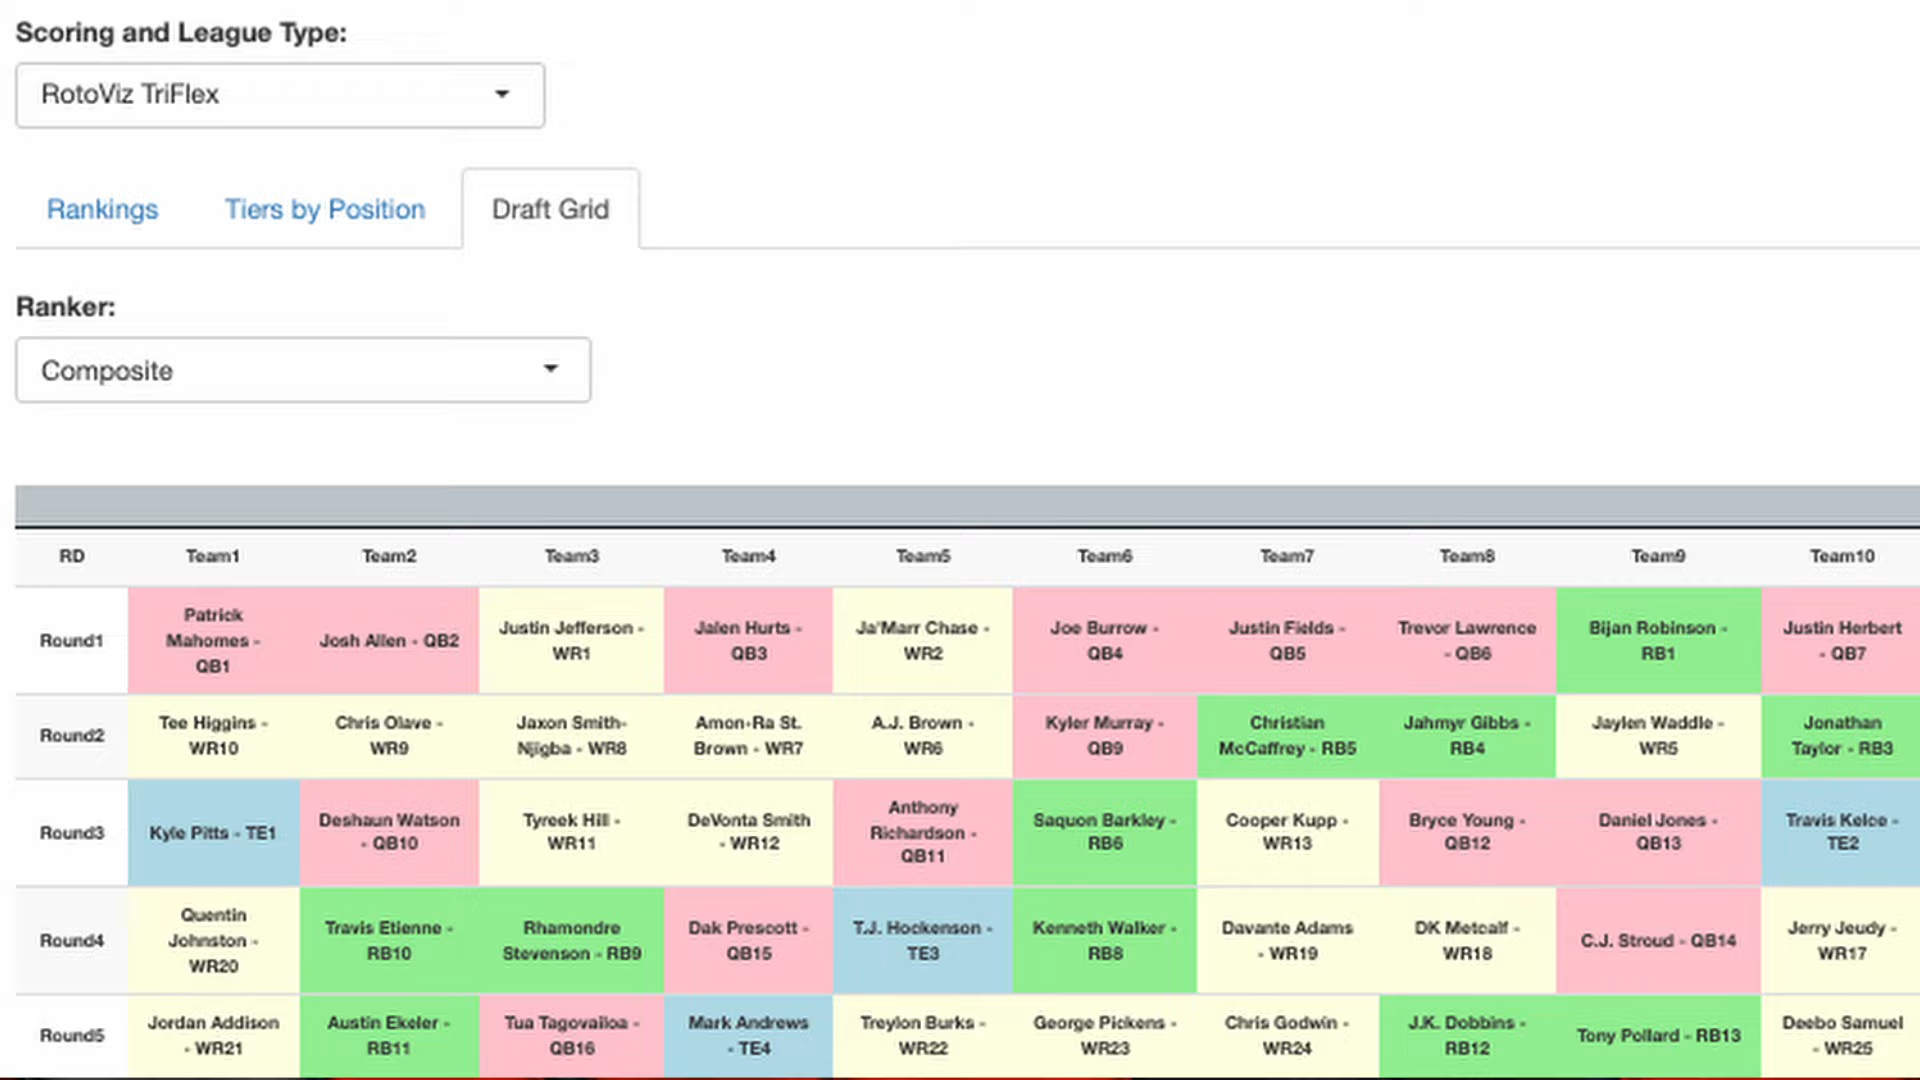 Scoring and League Type:
RotoViz TriFlex
Rankings Tiers by Position Draft Grid
Ranker:
Composite
RD Team1 Team2 Team3 Team4 Team5 Team6 Team7 Team8 Team9 Team10
Round1
Patrick
Mahomes -
QB1
Josh Allen - QB2
Justin Jefferson -
WR1
Jalen Hurts -
QB3
Ja'Marr Chase -
WR2
Joe Burrow -
QB4
Justin Fields -
QB5
Trevor Lawrence
- QB6
Bijan Robinson -
RB1
Justin Herbert
- QB7
Round2
Tee Higgins -
WR10
Chris Olave -
WR9
Jaxon Smith-
Njigba - WR8
Amon-Ra St.
Brown - WR7
A.J. Brown -
WR6
Kyler Murray -
QB9
Christian
McCaffrey - RB5
Jahmyr Gibbs -
RB4
Jaylen Waddle -
WR5
Jonathan
Taylor - RB3
Round3
Kyle Pitts - TE1
Deshaun Watson
- QB10
Tyreek Hill -
WR11
DeVonta Smith
- WR12
Anthony
Richardson -
QB11
Saquon Barkley -
RB6
Cooper Kupp -
WR13
Bryce Young -
QB12
Daniel Jones -
QB13
Travis Kelce -
TE2
Round4
Quentin
Johnston -
WR20
Travis Etienne -
RB10
Rhamondre
Stevenson - RB9
Dak Prescott -
QB15
T.J. Hockenson -
TE3
Kenneth Walker -
RB8
Davante Adams
- WR19
DK Metcalf -
WR18
C.J. Stroud - QB14
Jerry Jeudy -
WR17
Round5
Jordan Addison
- WR21
Austin Ekeler -
RB11
Tua Tagovailoa -
QB16
Mark Andrews
- TE4
Treylon Burks -
WR22
George Pickens -
WR23
Chris Godwin -
WR24
J.K. Dobbins -
RB12
Tony Pollard - RB13
Deebo Samuel
- WR25